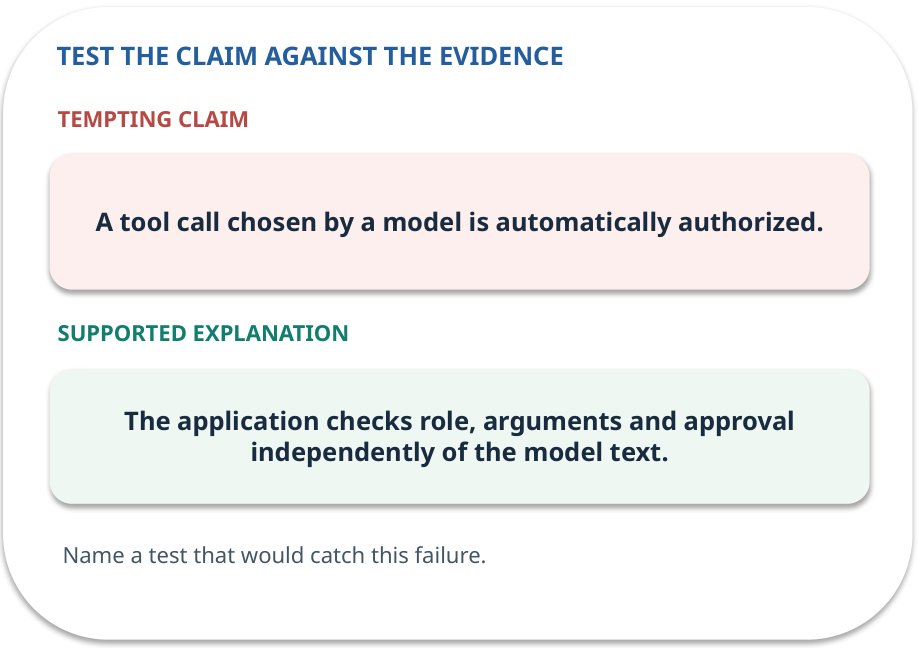 TEST THE CLAIM AGAINST THE EVIDENCE
TEMPTING CLAIM
A tool call chosen by a model is automatically authorized.
SUPPORTED EXPLANATION
The application checks role, arguments and approval
independently of the model text.
Name a test that would catch this failure.